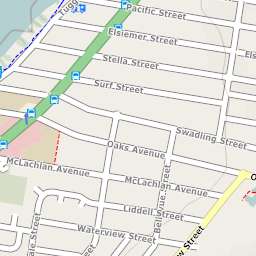 Pacific Street
Elsiemer Street
Stella Street
Surf Street
Swadling Street
Oaks Avenue
McLachlan Avenue
McLachlan Avenue
Liddell Street
Waterview Street
Street